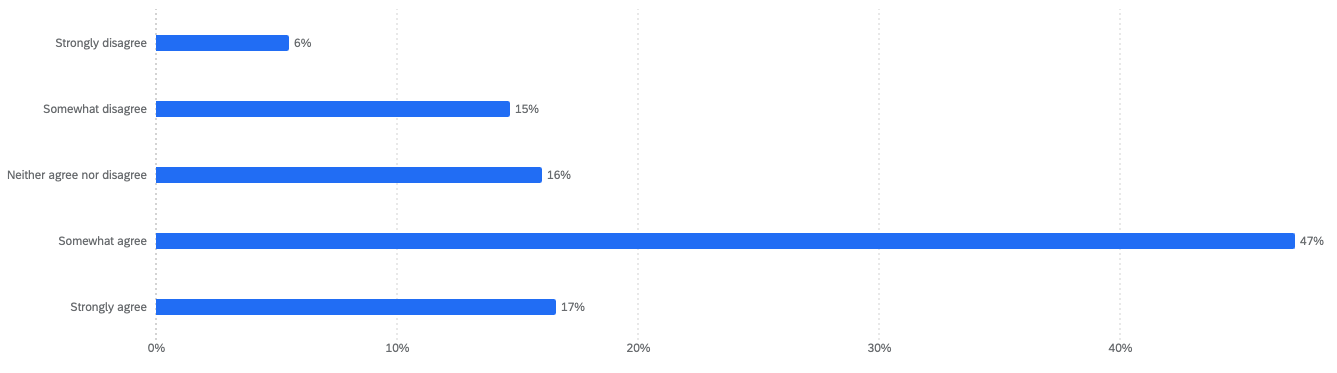 Strongly disagree 6%
Somewhat disagree 15%
Neither agree nor disagree 16%
Somewhat agree 47%
Strongly agree 17%
0% 10% 20% 30% 40%